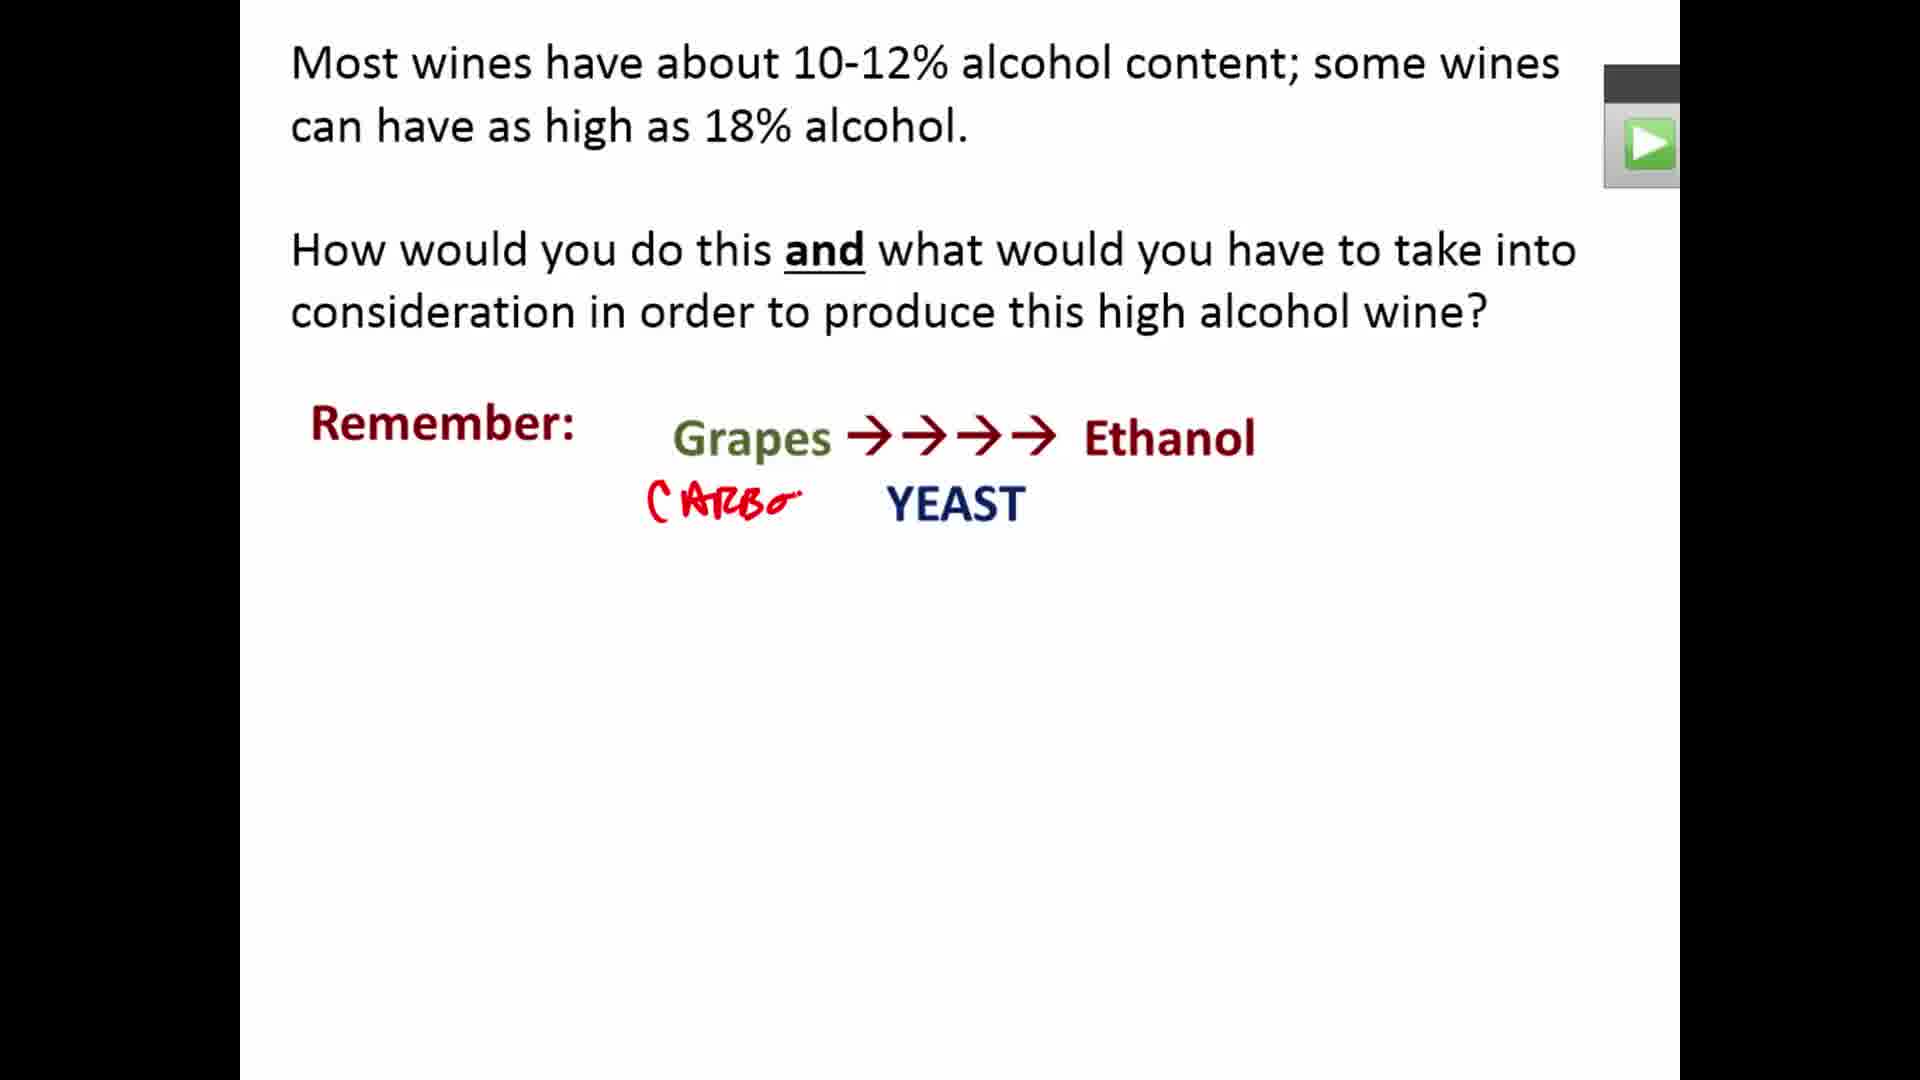 Most wines have about 10-12% alcohol content; some wines
can have as high as 18% alcohol.
How would you do this and what would you have to take into
consideration in order to produce this high alcohol wine?
Remember: Grapes →→→→ Ethanol
CARBO YEAST